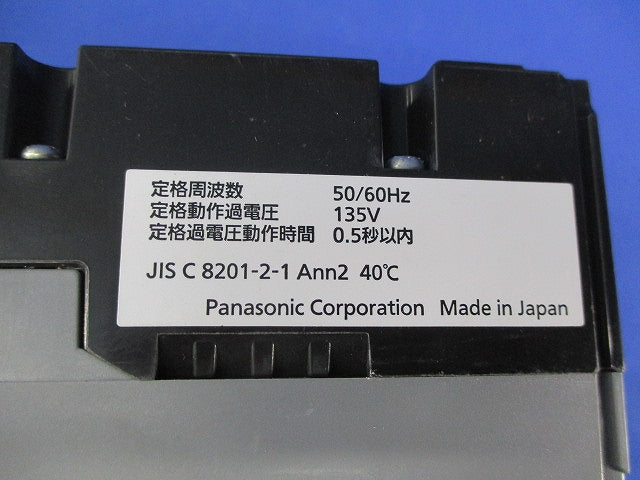 定格周波数 50/60Hz
定格動作過電圧 135V
定格過電圧動作時間 0.5秒以内
JIS C 8201-2-1 Ann2 40℃
Panasonic Corporation Made in Japan